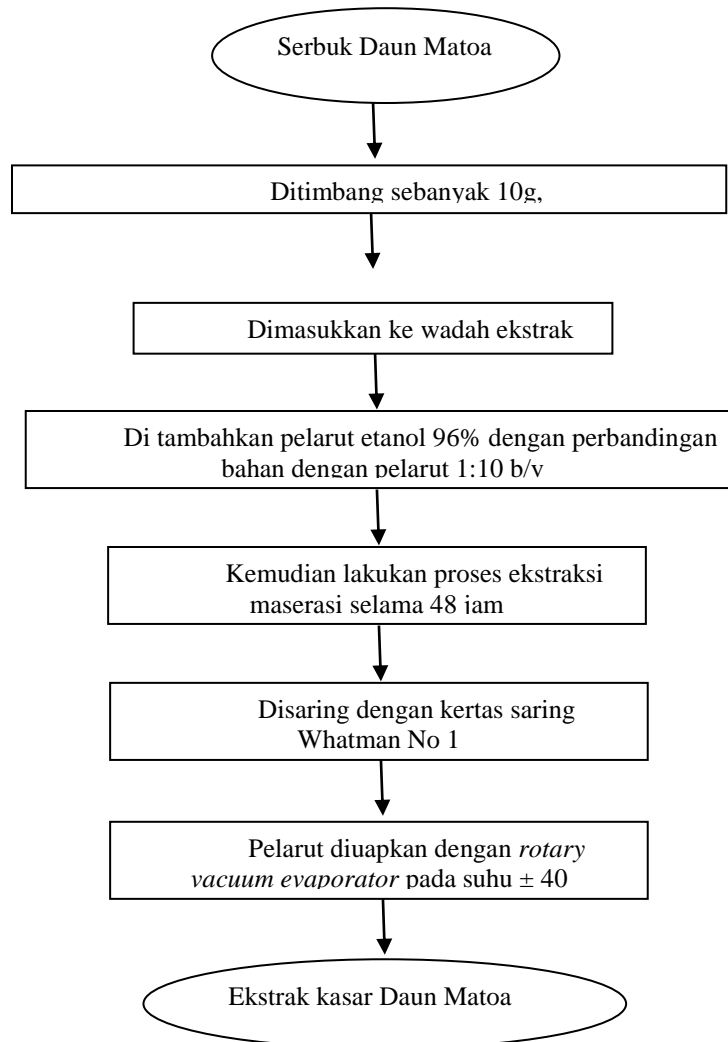 Serbuk Daun Matoa
Ditimbang sebanyak 10g,
Dimasukkan ke wadah ekstrak
Di tambahkan pelarut etanol 96% dengan perbandingan
bahan dengan pelarut 1:10 b/v
Kemudian lakukan proses ekstraksi
maserasi selama 48 jam
Disaring dengan kertas saring
Whatman No 1
Pelarut diuapkan dengan rotary
vacuum evaporator pada suhu ± 40
Ekstrak kasar Daun Matoa